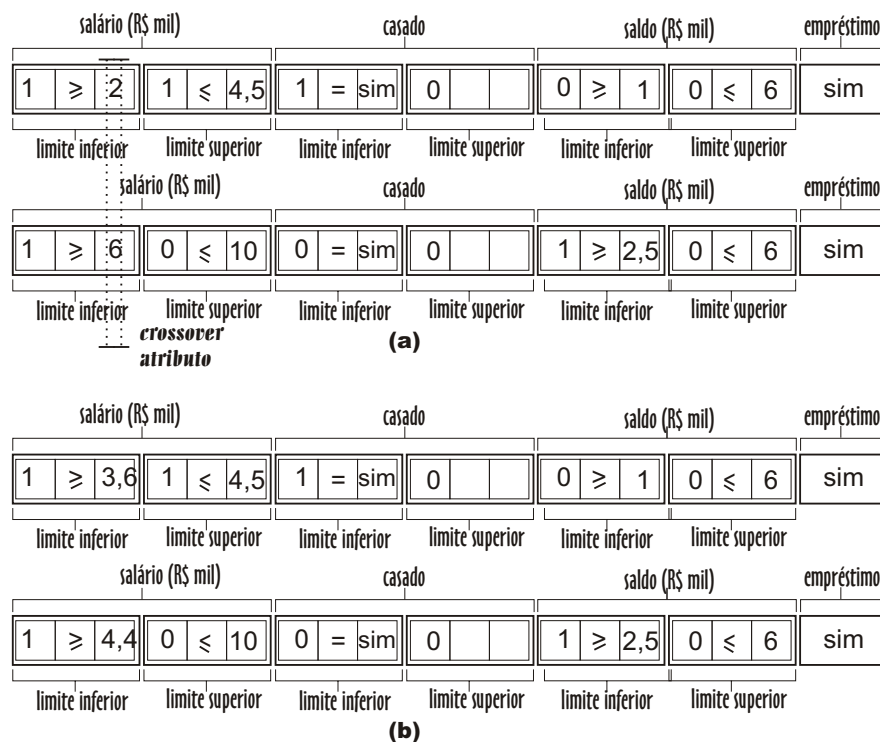 salário (R$ mil) casado saldo (R$ mil) empréstimo
1 ≥ 2 1 ≤ 4,5 1 = sim 0 0 ≥ 1 0 ≤ 6 sim
limite inferior limite superior limite inferior limite superior limite inferior limite superior
salário (R$ mil) casado saldo (R$ mil) empréstimo
1 ≥ 6 0 ≤ 10 0 = sim 0 1 ≥ 2,5 0 ≤ 6 sim
limite inferior limite superior limite inferior limite superior limite inferior limite superior
crossover
atributo
(a)
salário (R$ mil) casado saldo (R$ mil) empréstimo
1 ≥ 3,6 1 ≤ 4,5 1 = sim 0 0 ≥ 1 0 ≤ 6 sim
limite inferior limite superior limite inferior limite superior limite inferior limite superior
salário (R$ mil) casado saldo (R$ mil) empréstimo
1 ≥ 4,4 0 ≤ 10 0 = sim 0 1 ≥ 2,5 0 ≤ 6 sim
limite inferior limite superior limite inferior limite superior limite inferior limite superior
(b)